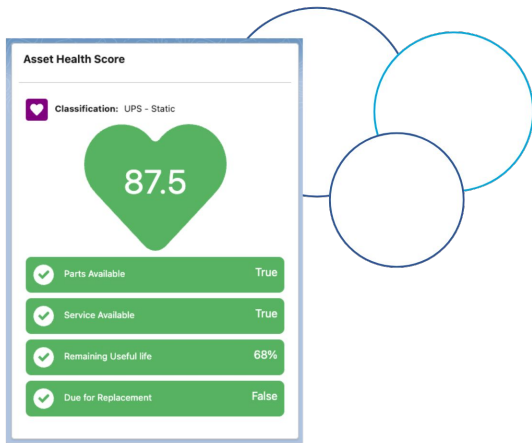 Asset Health Score
Classification: UPS - Static
87.5
Parts Available True
Service Available True
Remaining Useful life 68%
Due for Replacement False